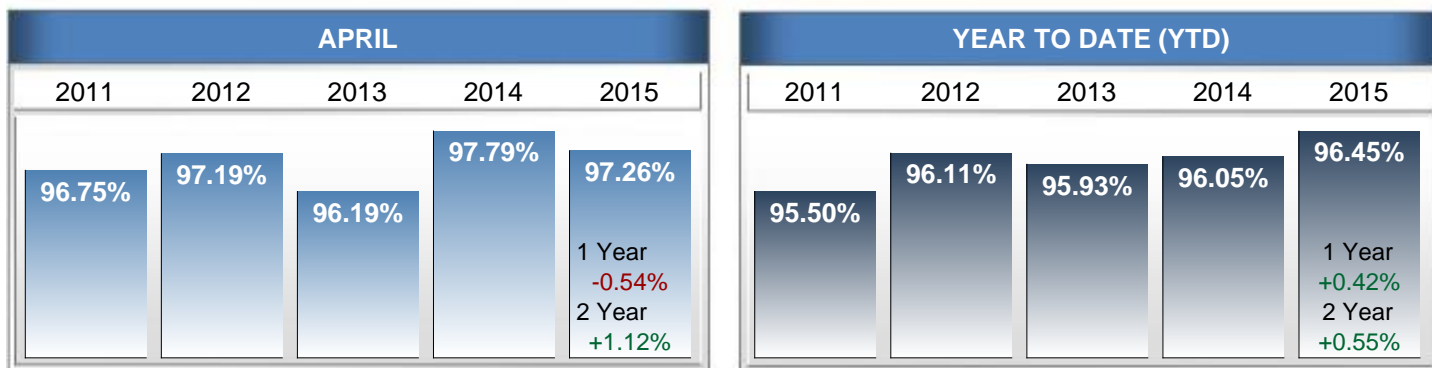 APRIL
2011 2012 2013 2014 2015
96.75% 97.19% 96.19% 97.79% 97.26%
1 Year
-0.54%
2 Year
+1.12%
YEAR TO DATE (YTD)
2011 2012 2013 2014 2015
95.50% 96.11% 95.93% 96.05% 96.45%
1 Year
+0.42%
2 Year
+0.55%